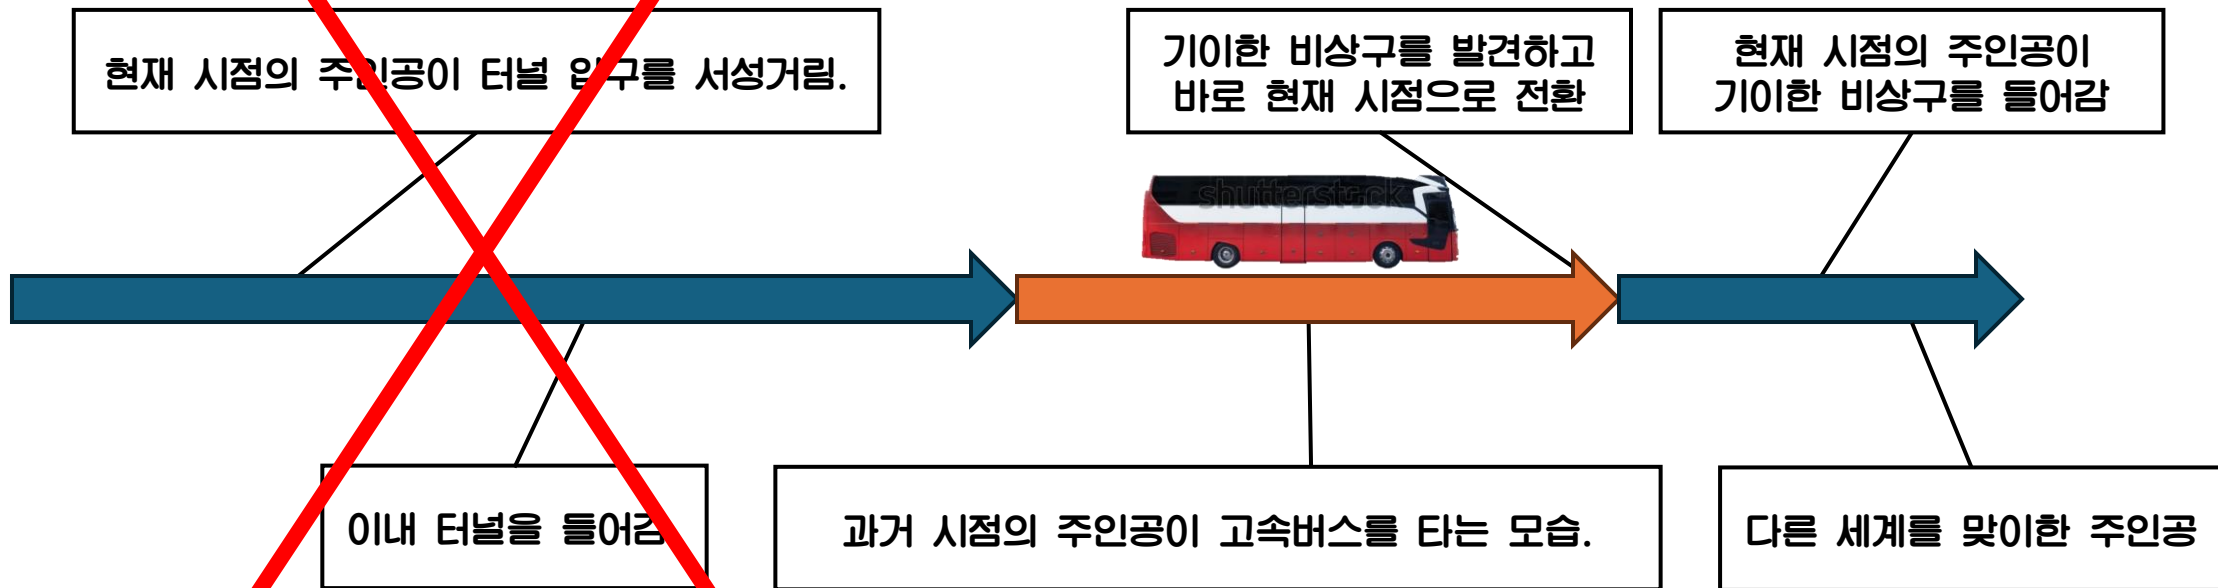 현재 시점의 주인공이 터널 입구를 서성거림.
기이한 비상구를 발견하고
바로 현재 시점으로 전환
현재 시점의 주인공이
기이한 비상구를 들어감
shutterstock
이내 터널을 들어감
과거 시점의 주인공이 고속버스를 타는 모습.
다른 세계를 맞이한 주인공